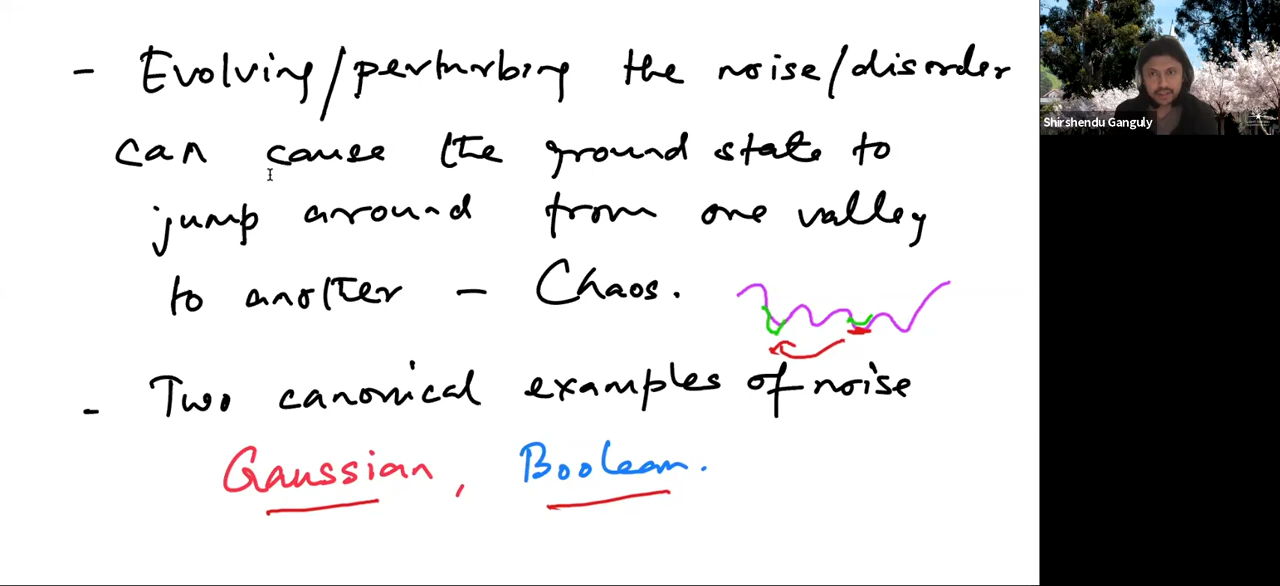 - Evolving/perturbing the noise/disorder
can cause the ground state to
jump around from one valley
to another - Chaos.
- Two canonical examples of noise
Gaussian, Boolean.
Shirshendu Ganguly